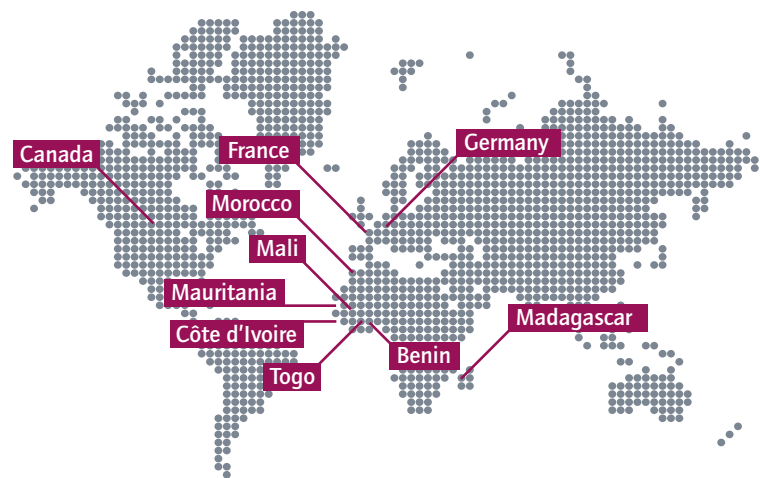 Canada
France
Germany
Morocco
Mali
Mauritania
Côte d'Ivoire
Madagascar
Benin
Togo